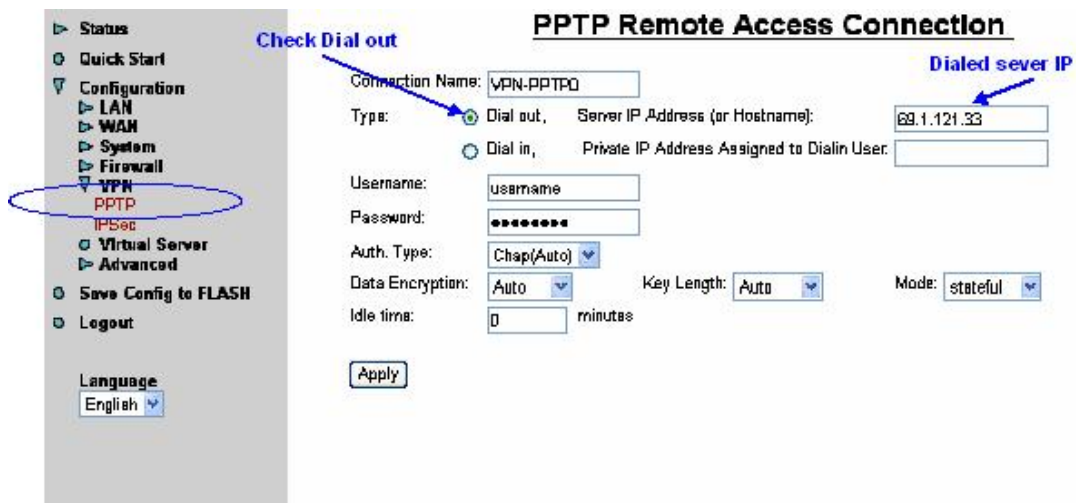 Status
Quick Start
Configuration
LAN
WAN
System
Firewall
VPN
PPTP
IPSec
Virtual Server
Advanced
Save Config to FLASH
Logout
Language
English
PPTP Remote Access Connection
Check Dial out
Dialed sever IP
Connection Name: VPN-PPTP0
Type: Dial out, Server IP Address (or Hostname): 69.1.121.33
Dial in, Private IP Address Assigned to Dialin User:
Username: username
Password: ●●●●●●●●
Auth. Type: Chap(Auto)
Data Encryption: Auto Key Length: Auto Mode: stateful
Idle time: 0 minutes
Apply